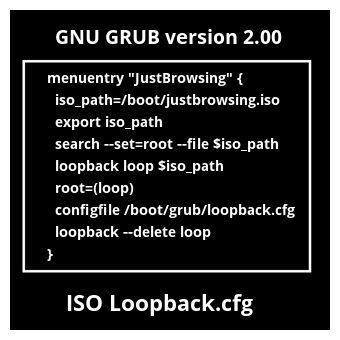 GNU GRUB version 2.00
menuentry "JustBrowsing" {
iso_path=/boot/justbrowsing.iso
export iso_path
search --set=root --file $iso_path
loopback loop $iso_path
root=(loop)
configfile /boot/grub/loopback.cfg
loopback --delete loop
}
ISO Loopback.cfg